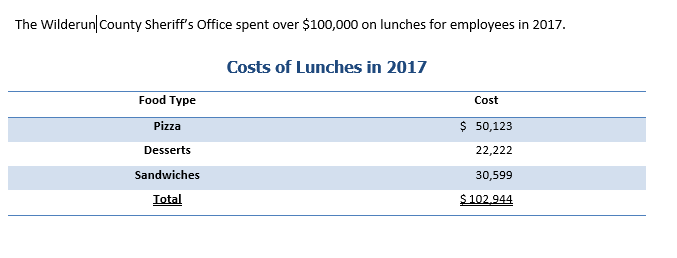 The Wilderun County Sheriff's Office spent over $100,000 on lunches for employees in 2017.
Costs of Lunches in 2017
Food Type Cost
Pizza $ 50,123
Desserts 22,222
Sandwiches 30,599
Total $ 102,944